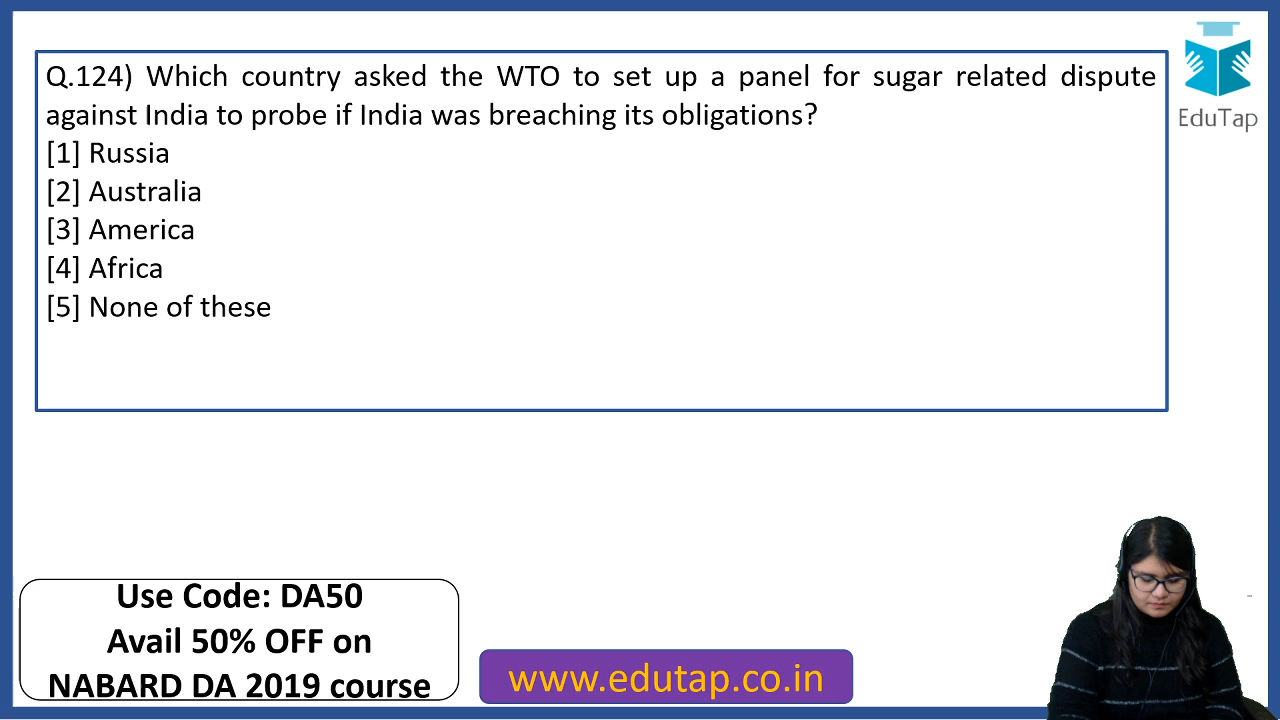 Q.124) Which country asked the WTO to set up a panel for sugar related dispute
against India to probe if India was breaching its obligations?
[1] Russia
[2] Australia
[3] America
[4] Africa
[5] None of these
EduTap
Use Code: DA50
Avail 50% OFF on
NABARD DA 2019 course
www.edutap.co.in